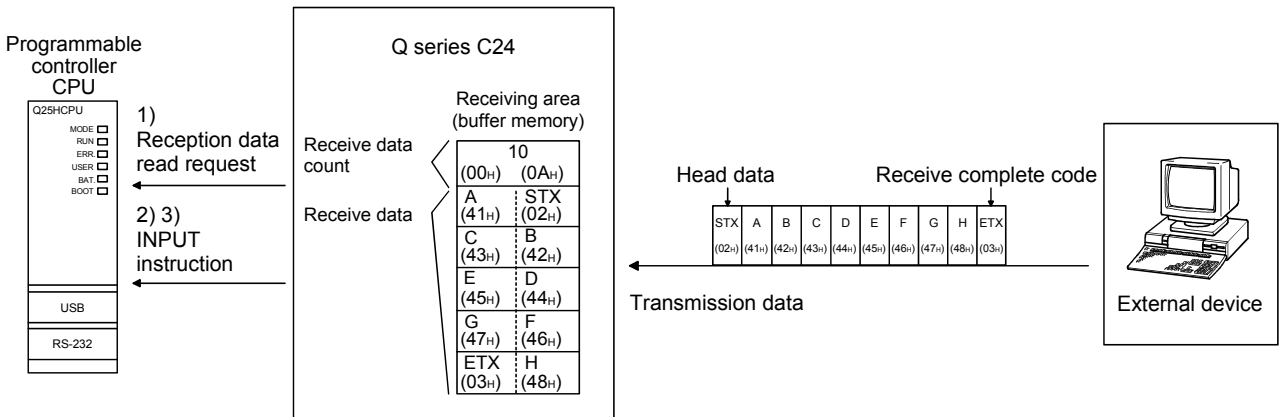 Programmable
controller
CPU
Q25HCPU
MODE
RUN
ERR.
USER
BAT.
BOOT
USB
RS-232
1)
Reception data
read request
2) 3)
INPUT
instruction
Q series C24
Receiving area
(buffer memory)
Receive data
count
10
(00H) (0AH)
Receive data
A STX
(41H) (02H)
C B
(43H) (42H)
E D
(45H) (44H)
G F
(47H) (46H)
ETX H
(03H) (48H)
Head data Receive complete code
STX A B C D E F G H ETX
(02H) (41H) (42H) (43H) (44H) (45H) (46H) (47H) (48H) (03H)
Transmission data
External device